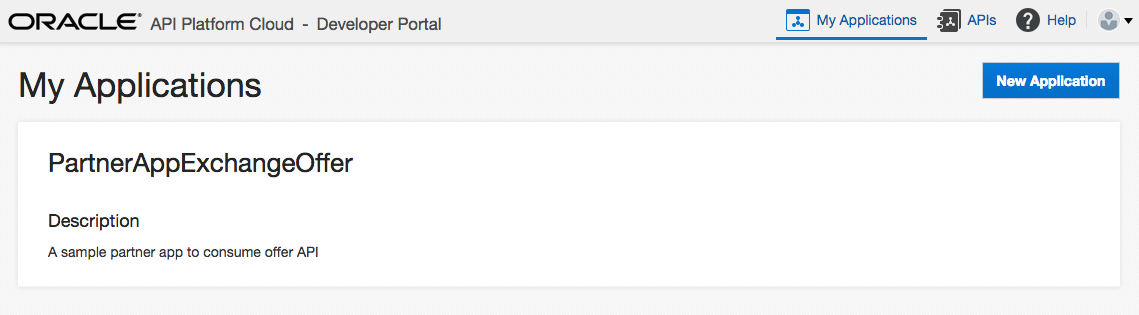 ORACLE® API Platform Cloud - Developer Portal My Applications APIs ? Help
My Applications New Application
PartnerAppExchangeOffer
Description
A sample partner app to consume offer API